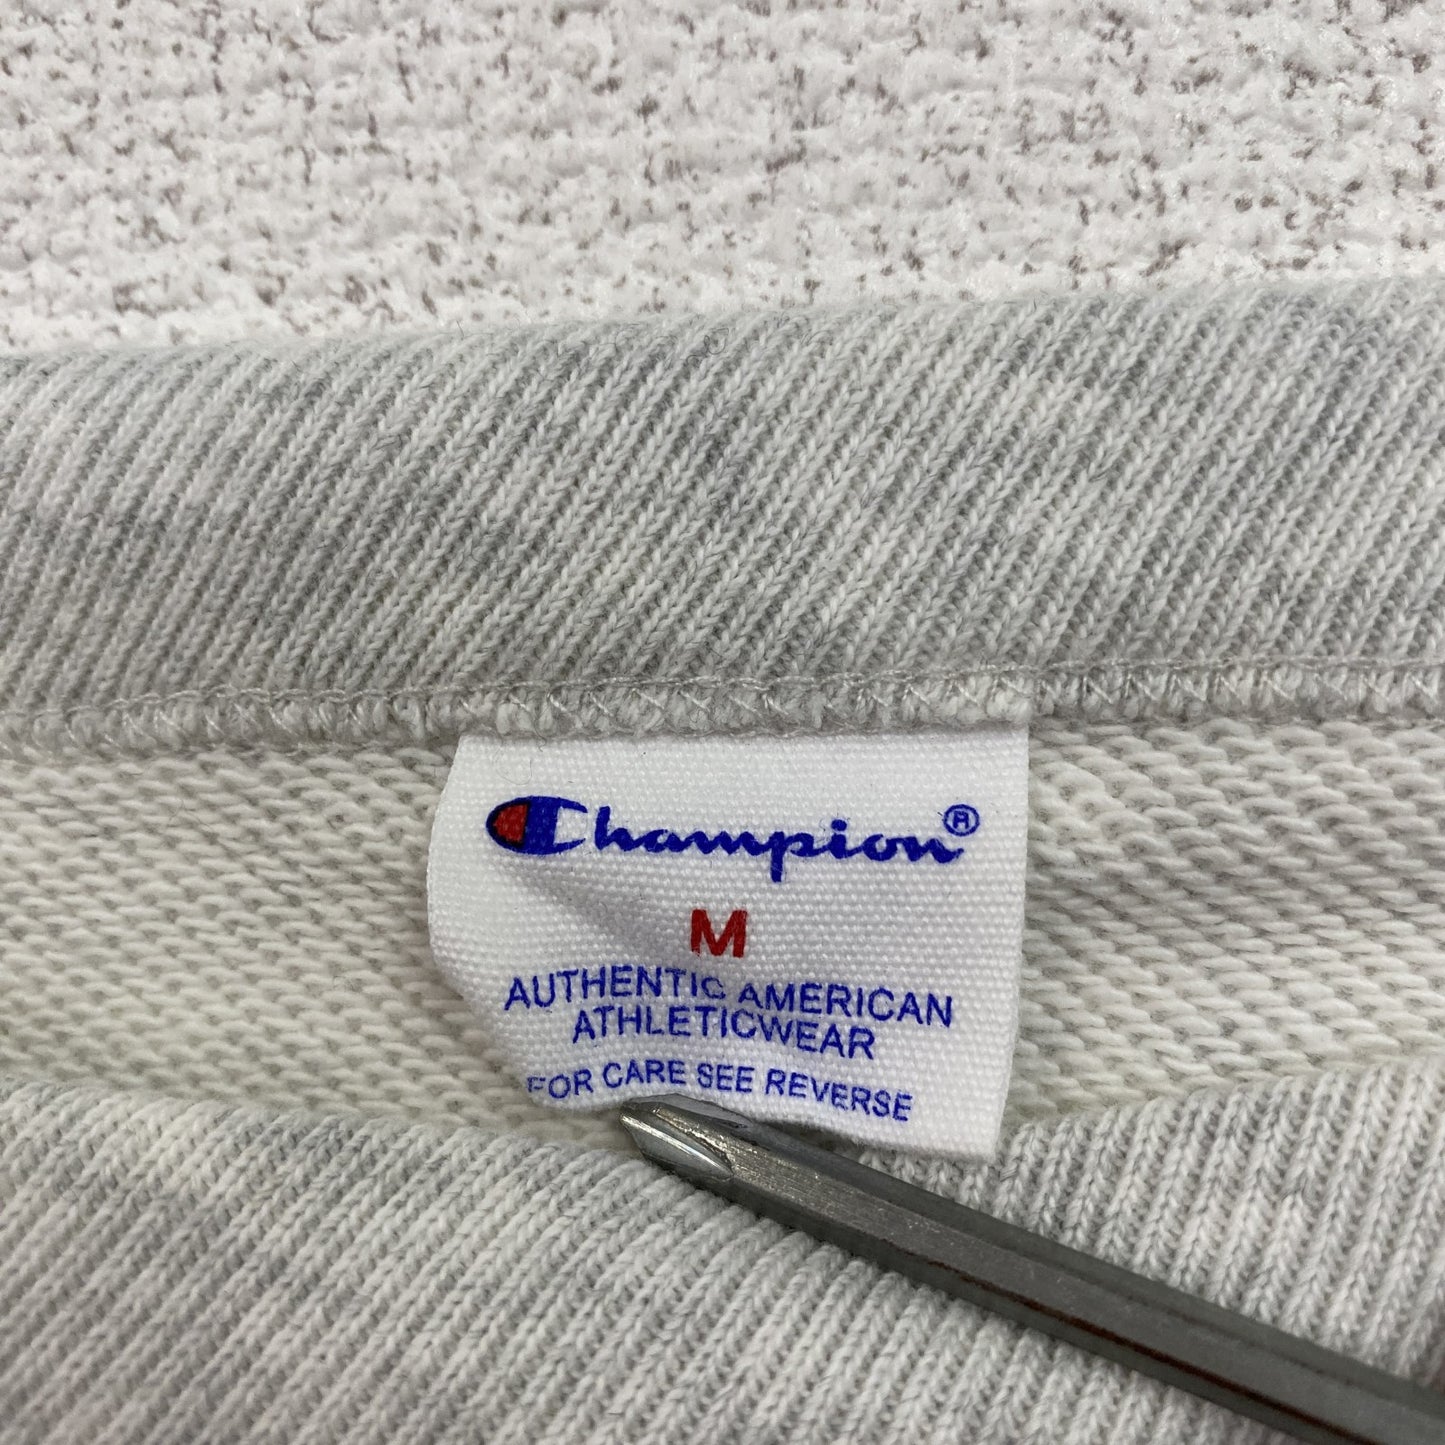 Champion®
M
AUTHENTIC AMERICAN
ATHLETICWEAR
FOR CARE SEE REVERSE